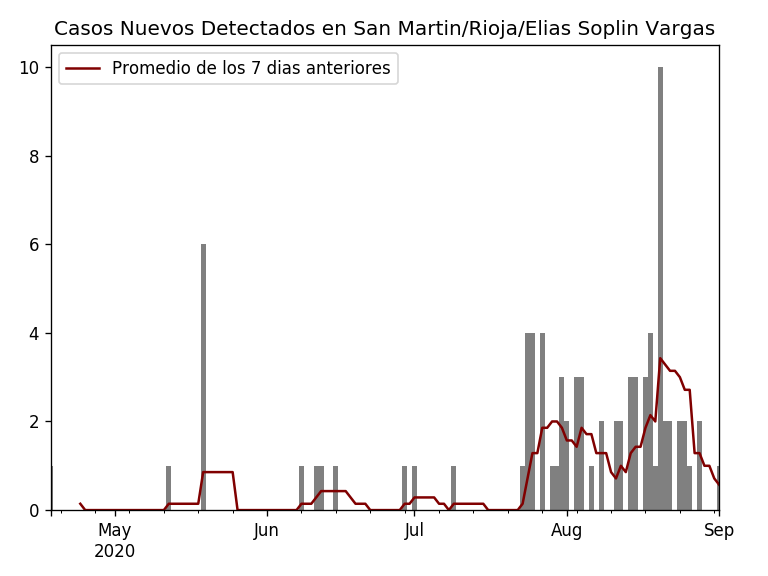 Casos Nuevos Detectados en San Martin/Rioja/Elias Soplin Vargas
Promedio de los 7 dias anteriores
10
8
6
4
2
0
May Jun Jul Aug Sep
2020